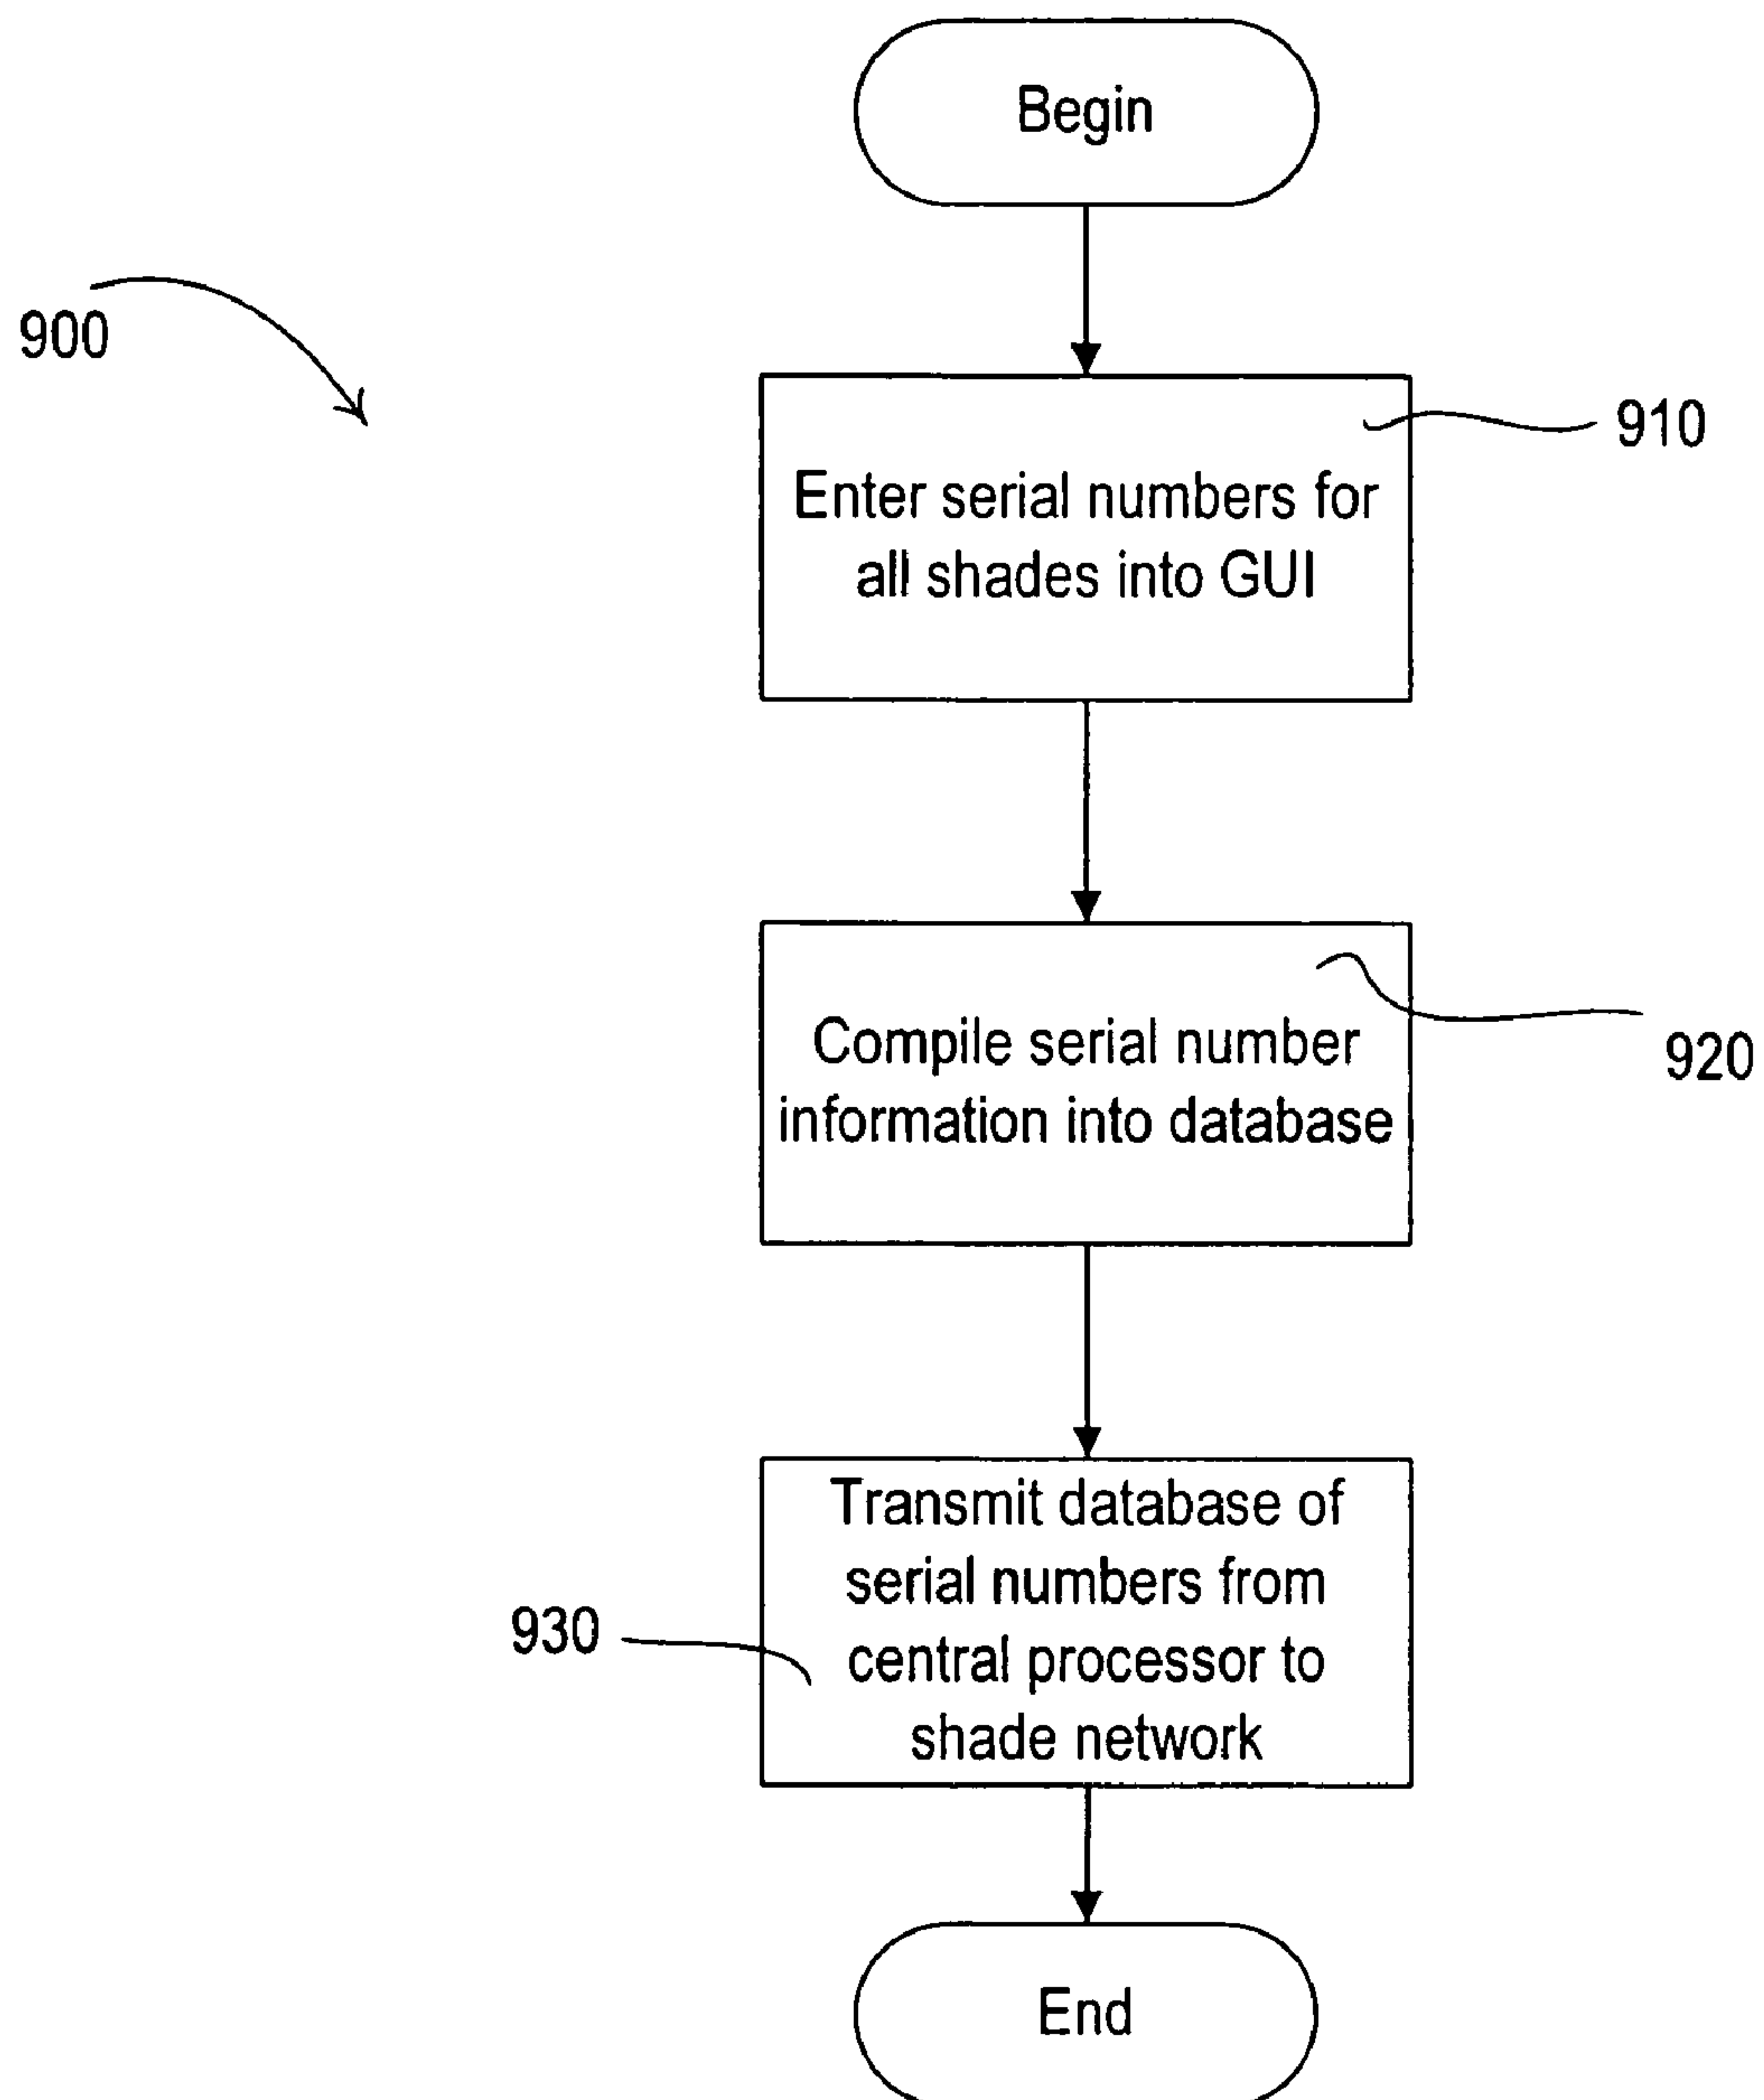 Begin
900
910
Enter serial numbers for
all shades into GUI
920
Compile serial number
information into database
Transmit database of
serial numbers from
930
central processor to
shade network
End